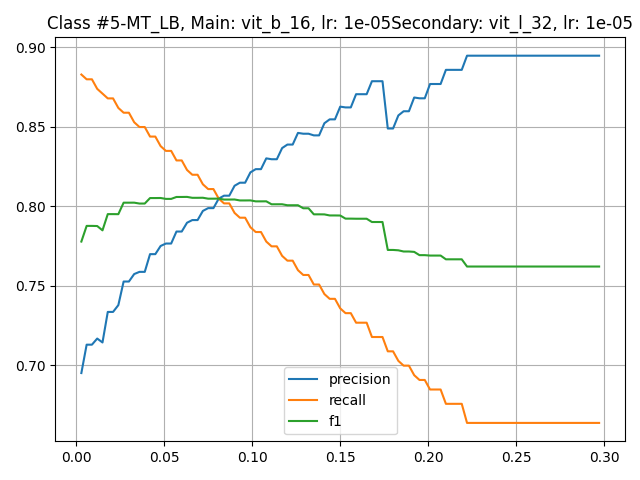 Class #5-MT_LB, Main: vit_b_16, lr: 1e-05Secondary: vit_l_32, lr: 1e-05
0.90
0.85
0.80
0.75
0.70
precision
recall
f1
0.00 0.05 0.10 0.15 0.20 0.25 0.30